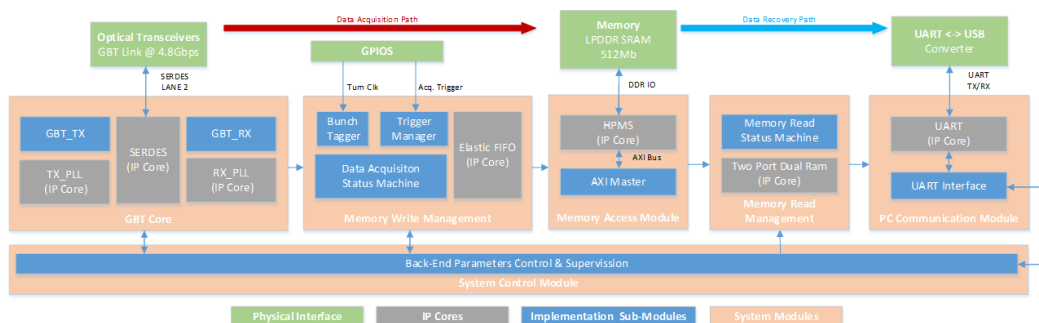 Data Acquisition Path
Data Recovery Path
Optical Transceivers
GBT Link @ 4.8Gbps
GPIOS
Memory
LPDDR SRAM
512Mb
UART <-> USB
Converter
SERDES
LANE 2
Turn Clk
Acq. Trigger
DDR IO
UART
TX/RX
GBT_TX
SERDES
(IP Core)
GBT_RX
TX_PLL
(IP Core)
RX_PLL
(IP Core)
GBT Core
Bunch
Tagger
Trigger
Manager
Elastic FIFO
(IP Core)
Data Acquisiton
Status Machine
Memory Write Management
HPMS
(IP Core)
AXI Bus
AXI Master
Memory Access Module
Memory Read
Status Machine
Two Port Dual Ram
(IP Core)
Memory Read
Management
UART
(IP Core)
UART Interface
PC Communication Module
Back-End Parameters Control & Supervission
System Control Module
Physical Interface
IP Cores
Implementation Sub-Modules
System Modules